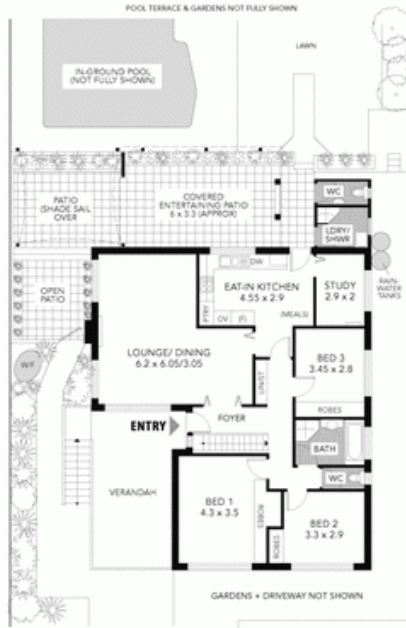 POOL TERRACE & GARDENS NOT FULLY SHOWN
LAWN
IN-GROUND POOL
(NOT FULLY SHOWN)
PATIO
(SHADE SAIL
OVER
COVERED
ENTERTAINING PATIO
6 x 3.3 (APPROX)
WC
LDRY/
SHWR
RAIN-
WATER
TANKS
OPEN
PATIO
DW
EAT-IN KITCHEN
4.55 x 2.9
(MEALS)
PTRY
OV
(F)
STUDY
2.9 x 2
LOUNGE/ DINING
6.2 x 6.05/3.05
W/F
LIN/ST
BED 3
3.45 x 2.8
ROBES
ENTRY
FOYER
BATH
WC
VERANDAH
BED 1
4.3 x 3.5
ROBES
BED 2
3.3 x 2.9
ROBES
GARDENS + DRIVEWAY NOT SHOWN